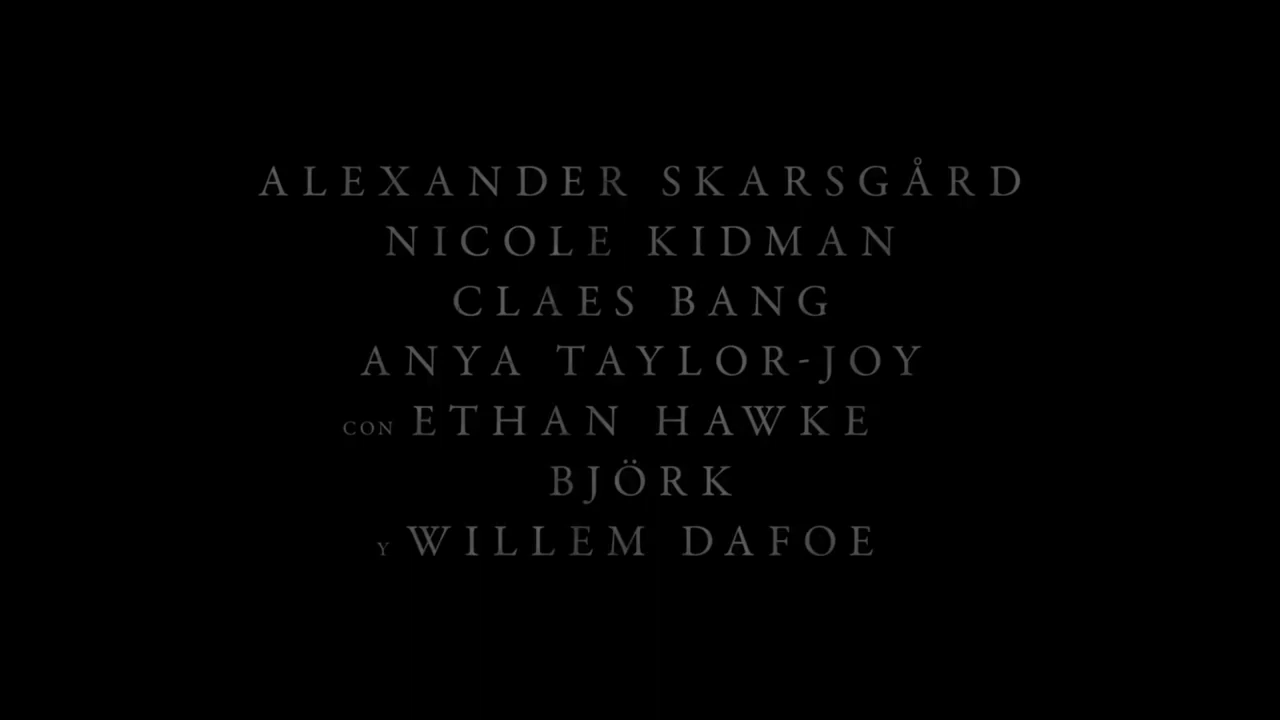 ALEXANDER SKARSGÅRD
NICOLE KIDMAN
CLAES BANG
ANYA TAYLOR-JOY
CON ETHAN HAWKE
BJÖRK
Y WILLEM DAFOE